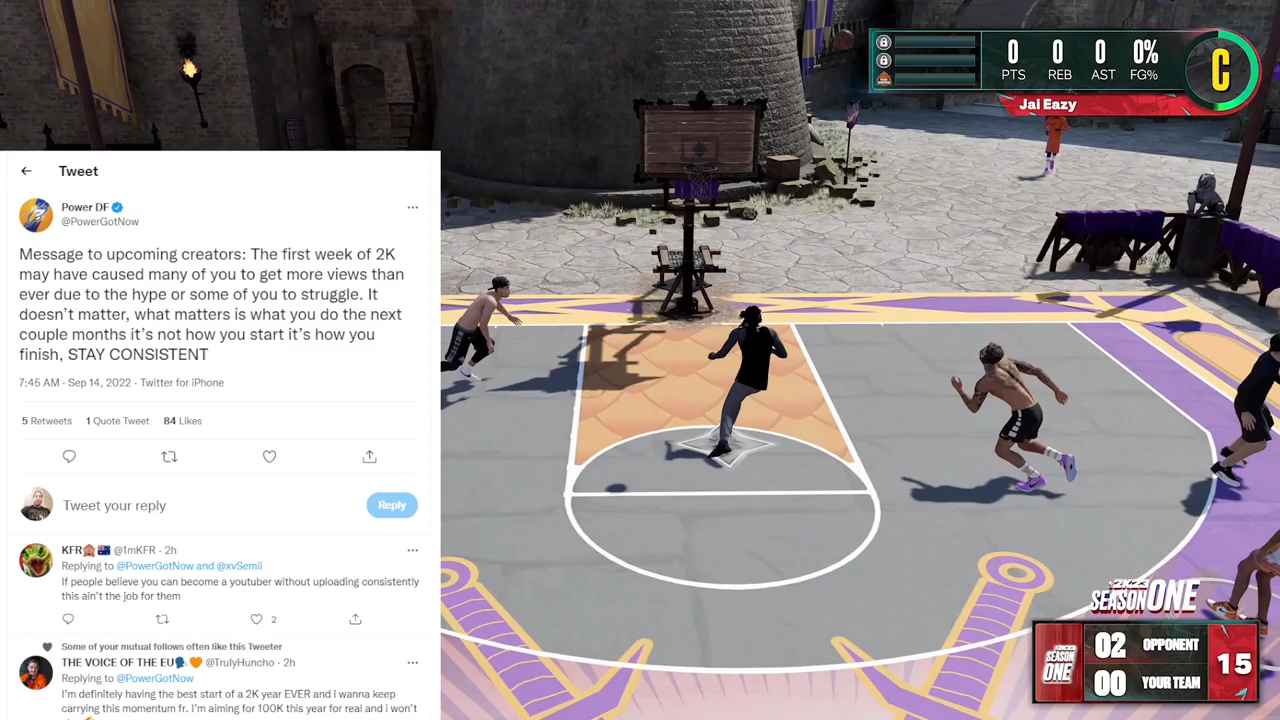 Tweet
Power DF
@PowerGotNow
Message to upcoming creators: The first week of 2K
may have caused many of you to get more views than
ever due to the hype or some of you to struggle. It
doesn't matter, what matters is what you do the next
couple months it's not how you start it's how you
finish, STAY CONSISTENT
7:45 AM · Sep 14, 2022 · Twitter for iPhone
5 Retweets 1 Quote Tweet 84 Likes
Tweet your reply
Reply
KFR @1mKFR · 2h
Replying to @PowerGotNow and @xvSemii
If people believe you can become a youtuber without uploading consistently
this ain't the job for them
2
Some of your mutual follows often like this Tweeter
THE VOICE OF THE EU @TrulyHuncho · 2h
Replying to @PowerGotNow
I'm definitely having the best start of a 2K year EVER and i wanna keep
carrying this momentum fr. I'm aiming for 100K this year for real and i won't
0 0 0 0%
PTS REB AST FG%
C
Jai Eazy
2K23
SEASON ONE
SEASON
ONE
02 OPPONENT
00 YOUR TEAM
15